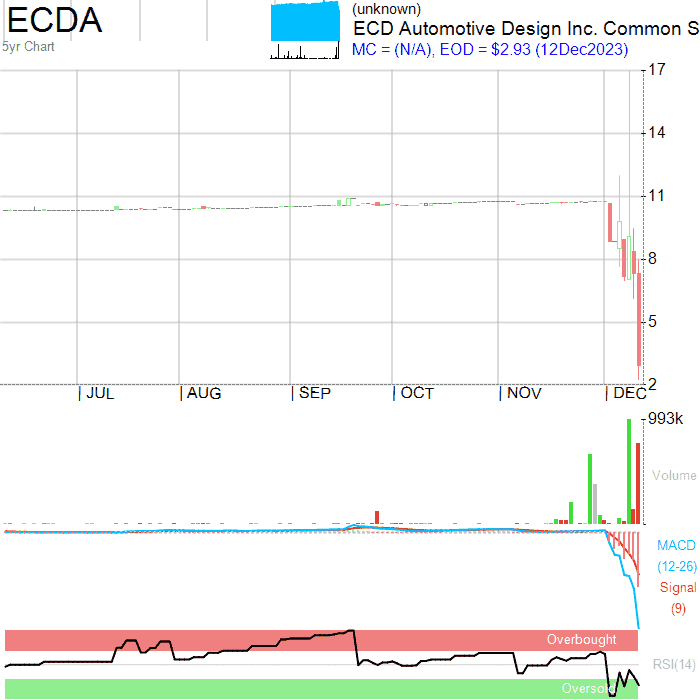 ECDA
(unknown)
ECD Automotive Design Inc. Common S
5yr Chart
MC = (N/A), EOD = $2.93 (12Dec2023)
17
14
11
8
5
2
JUL AUG SEP OCT NOV DEC
993k
Volume
MACD
(12-26)
Signal
(9)
Overbought
RSI(14)
Oversold